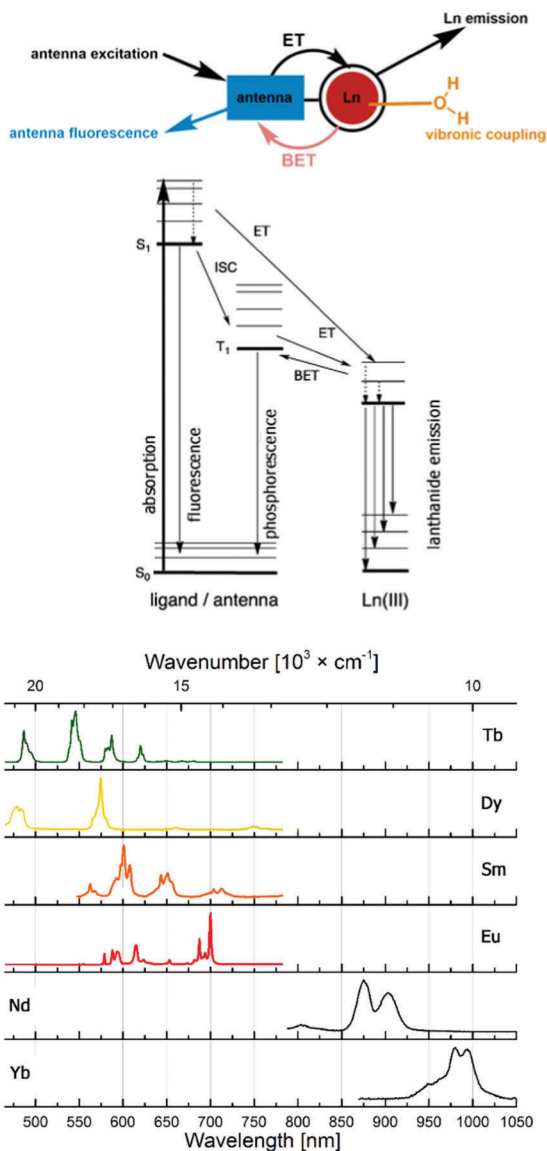 Ln emission
ET
antenna excitation
antenna
Ln
H
O
H
antenna fluorescence
vibronic coupling
BET
S1
ET
ISC
ET
T1
BET
absorption
fluorescence
phosphorescence
lanthanide emission
S0
ligand / antenna
Ln(III)
Wavenumber [10³ × cm⁻¹]
20 15 10
Tb
Dy
Sm
Eu
Nd
Yb
500 550 600 650 700 750 800 850 900 950 1000 1050
Wavelength [nm]